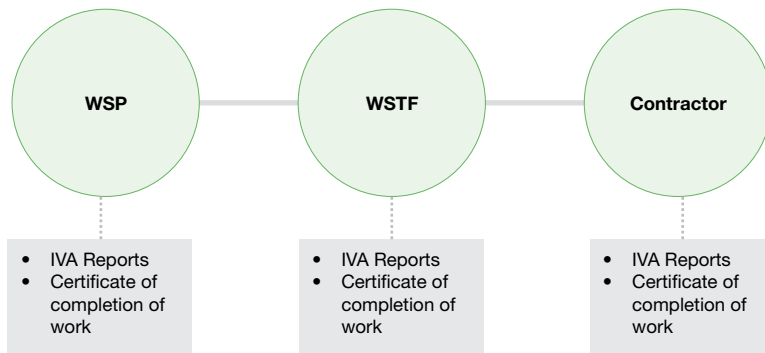 WSP
WSTF
Contractor
• IVA Reports
• Certificate of
completion of
work
• IVA Reports
• Certificate of
completion of
work
• IVA Reports
• Certificate of
completion of
work